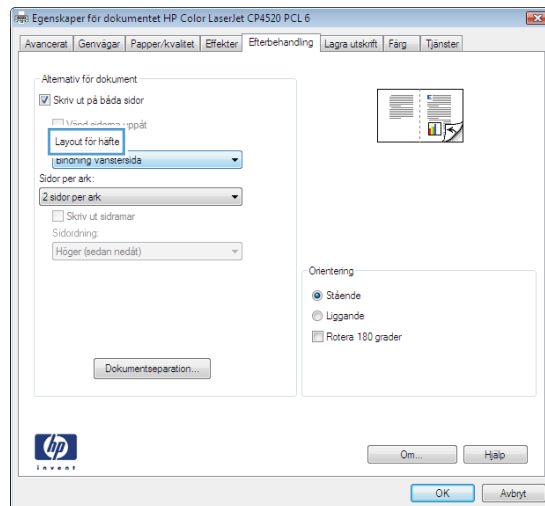 Egenskaper för dokumentet HP Color LaserJet CP4520 PCL 6
Avancerat Genvägar Papper/kvalitet Effekter Efterbehandling Lagra utskrift Färg Tjänster
Alternativ för dokument
Skriv ut på båda sidor
Vänd sidorna uppåt
Layout för häfte
Bindning vänstersida
Sidor per ark:
2 sidor per ark
Skriv ut sidramar
Sidordning:
Höger (sedan nedåt)
Orientering
Stående
Liggande
Rotera 180 grader
Dokumentseparation...
hp
invent
Om... Hjälp
OK Avbryt